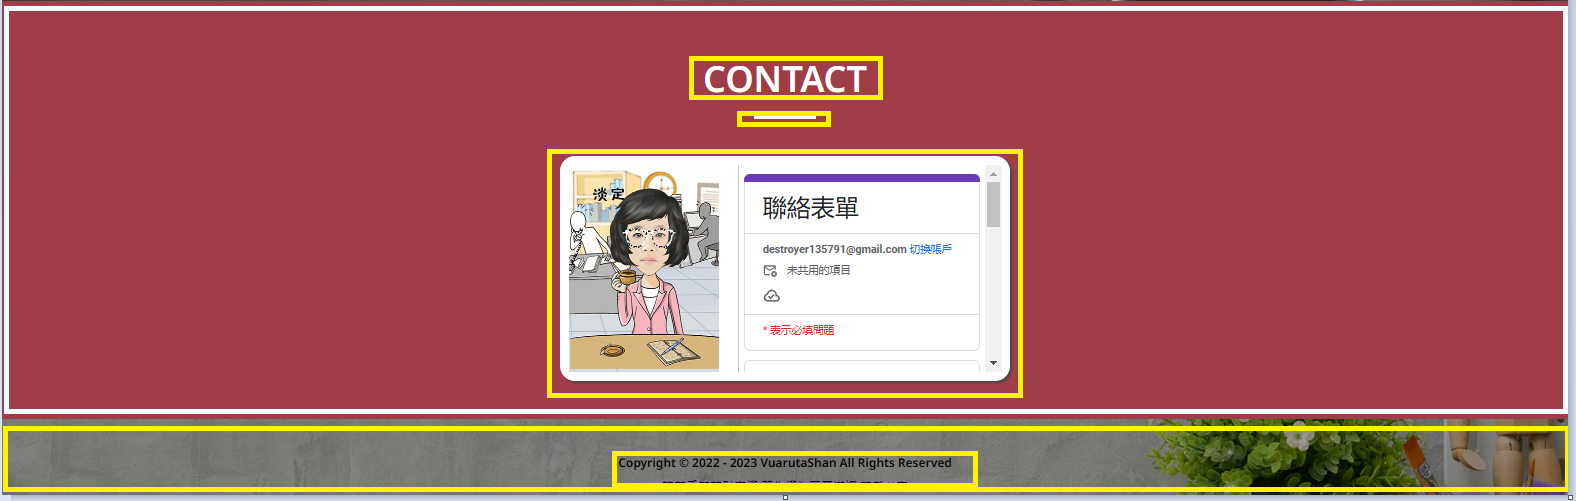 CONTACT
淡定
聯絡表單
destroyer135791@gmail.com 切換帳戶
未共用的項目
* 表示必填問題
Copyright © 2022 - 2023 VuarutaShan All Rights Reserved